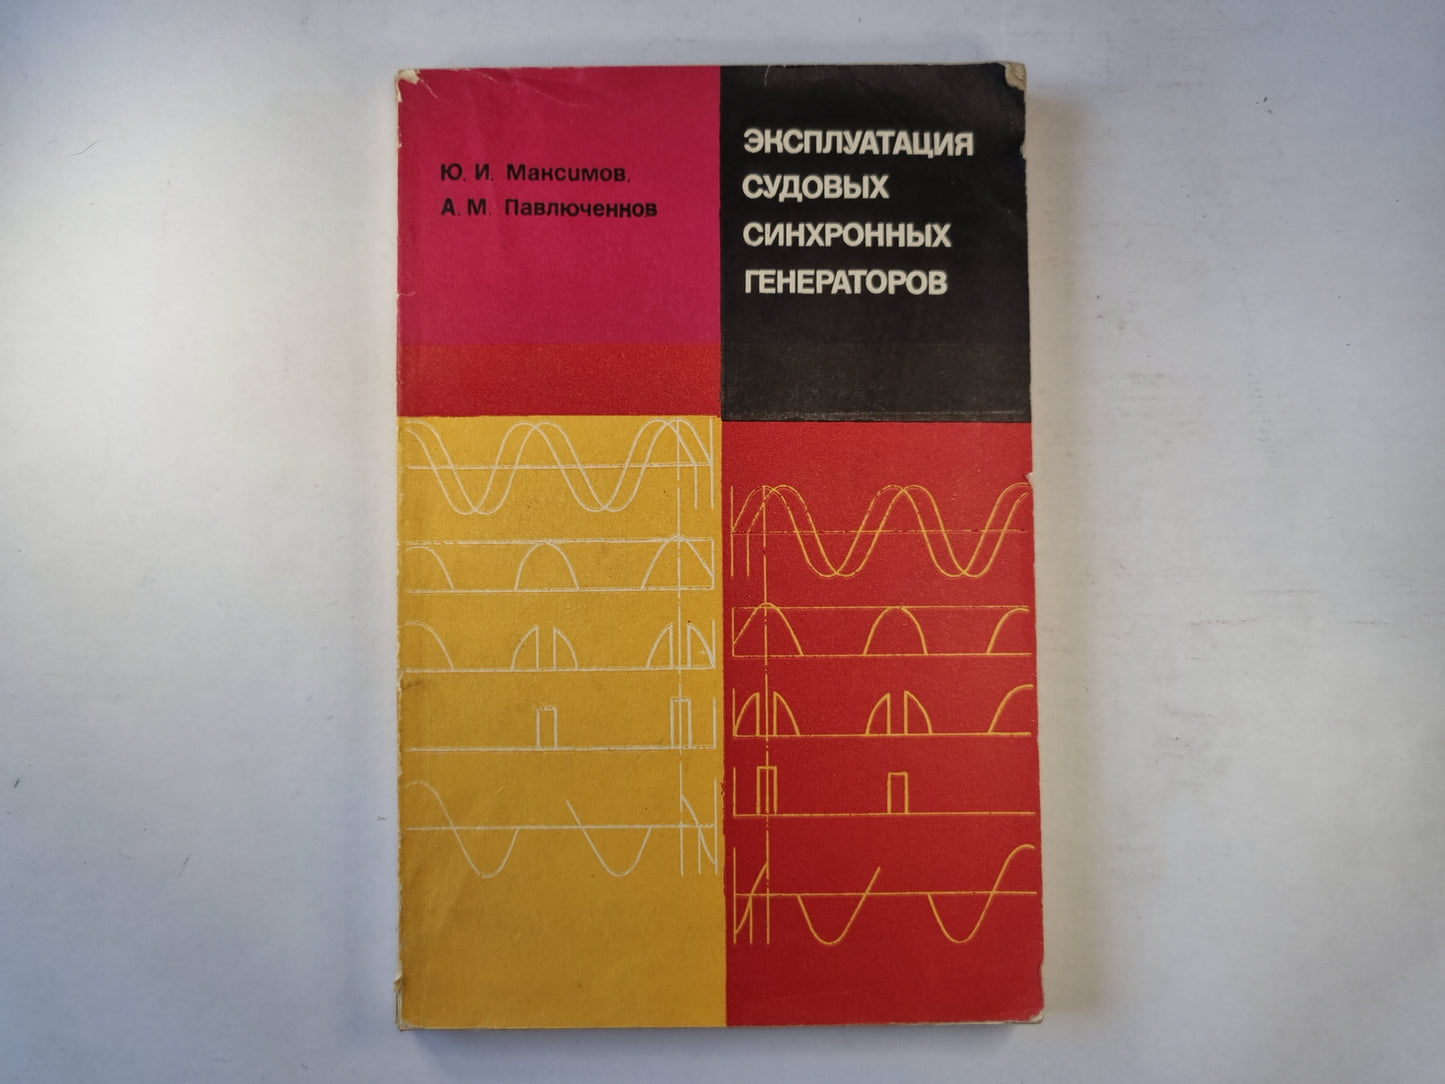 Ю. И. Максимов,
А. М. Павлюченков
ЭКСПЛУАТАЦИЯ
СУДОВЫХ
СИНХРОННЫХ
ГЕНЕРАТОРОВ